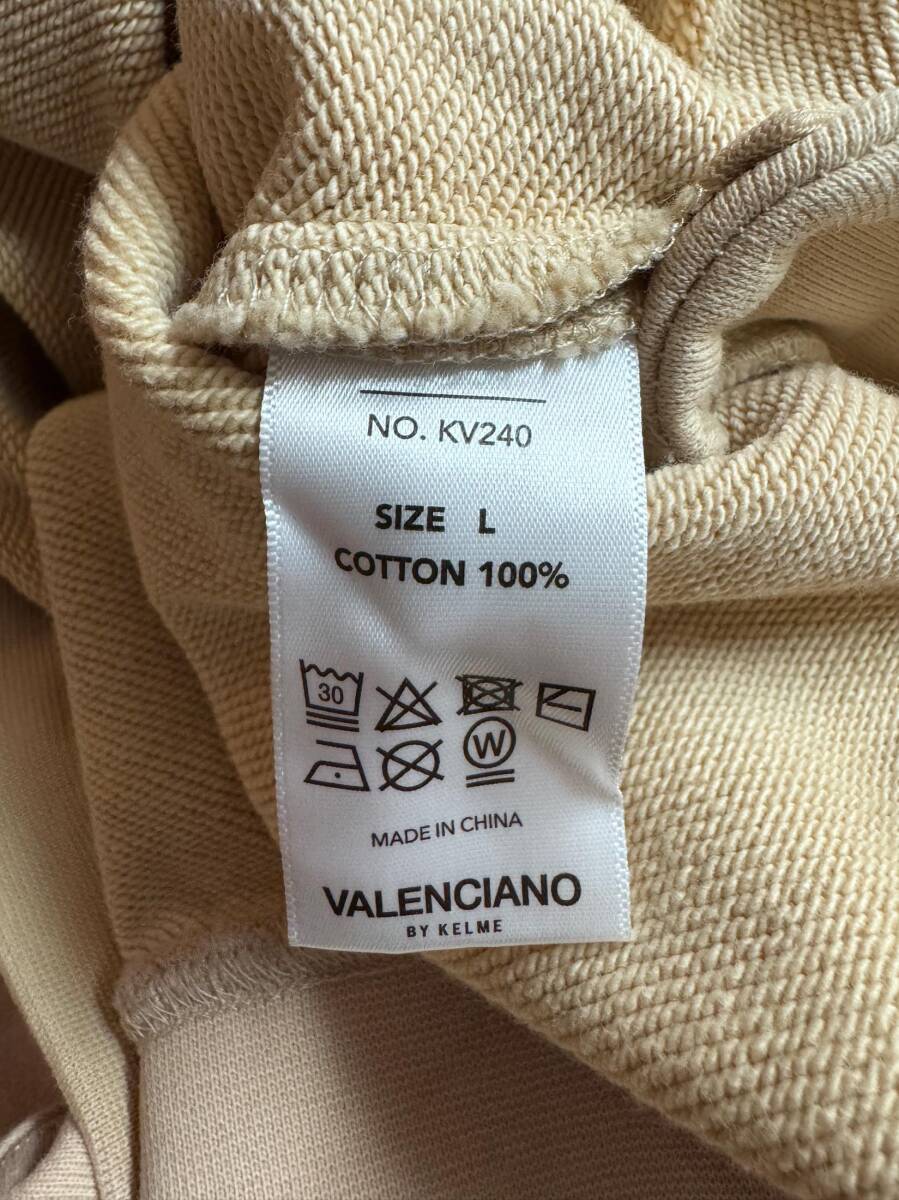 NO. KV240
SIZE L
COTTON 100%
30
W
MADE IN CHINA
VALENCIANO
BY KELME